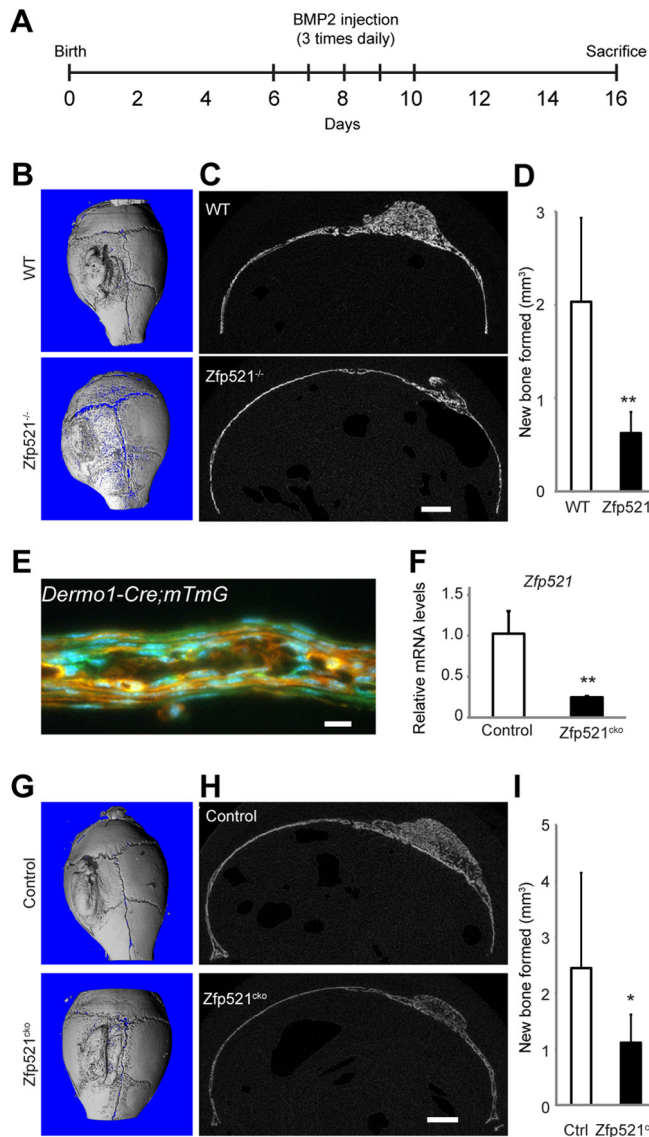 A
BMP2 injection
(3 times daily)
Birth
Sacrifice
0 2 4 6 8 10 12 14 16
Days
B
C
D
WT
WT
Zfp521-/-
Zfp521-/-
New bone formed (mm³)
3
2
1
0
**
WT Zfp521
E
Dermo1-Cre;mTmG
F
Zfp521
Relative mRNA levels
1.5
1.0
0.5
0
**
Control Zfp521cko
G
H
I
Control
Control
Zfp521cko
Zfp521cko
New bone formed (mm³)
5
4
3
2
1
0
*
Ctrl Zfp521c